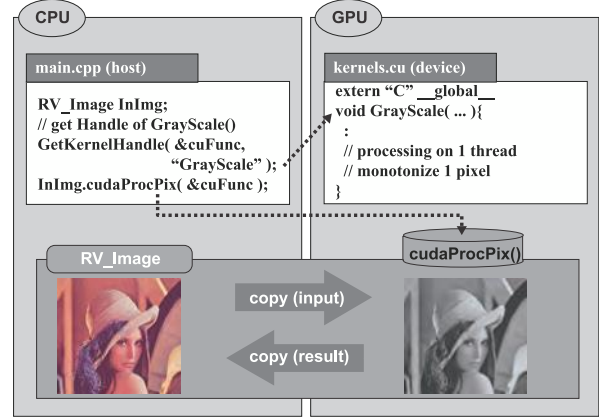 CPU
GPU
main.cpp (host)
RV_Image InImg;
// get Handle of GrayScale()
GetKernelHandle( &cuFunc,
“GrayScale” );
InImg.cudaProcPix( &cuFunc );
kernels.cu (device)
extern “C” __global__
void GrayScale( ... ){
:
// processing on 1 thread
// monotonize 1 pixel
}
RV_Image
cudaProcPix()
copy (input)
copy (result)